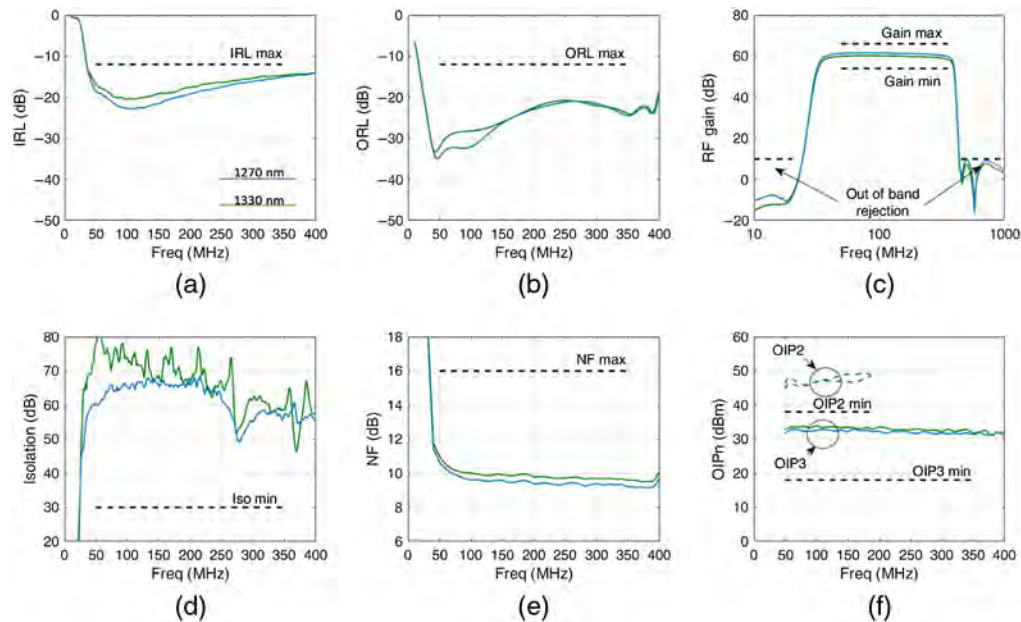 0
−10
−20
−30
−40
−50
IRL (dB)
IRL max
1270 nm
1330 nm
0 50 100 150 200 250 300 350 400
Freq (MHz)
(a)
0
−10
−20
−30
−40
−50
ORL (dB)
ORL max
0 50 100 150 200 250 300 350 400
Freq (MHz)
(b)
80
60
40
20
0
−20
RF gain (dB)
Gain max
Gain min
Out of band
rejection
10 100 1000
Freq (MHz)
(c)
80
70
60
50
40
30
20
Isolation (dB)
Iso min
0 50 100 150 200 250 300 350 400
Freq (MHz)
(d)
18
16
14
12
10
8
6
NF (dB)
NF max
0 50 100 150 200 250 300 350 400
Freq (MHz)
(e)
60
50
40
30
20
10
0
OIPn (dBm)
OIP2
OIP2 min
OIP3
OIP3 min
0 50 100 150 200 250 300 350 400
Freq (MHz)
(f)